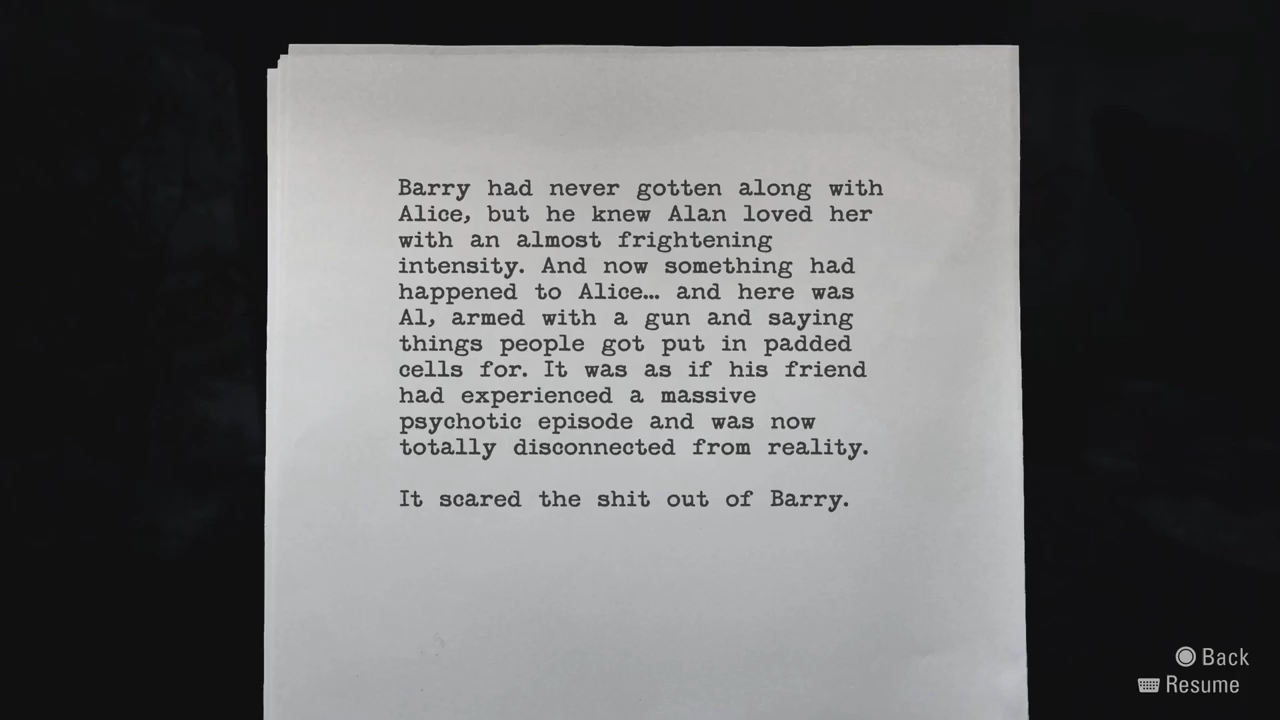 Barry had never gotten along with
Alice, but he knew Alan loved her
with an almost frightening
intensity. And now something had
happened to Alice... and here was
Al, armed with a gun and saying
things people got put in padded
cells for. It was as if his friend
had experienced a massive
psychotic episode and was now
totally disconnected from reality.
It scared the shit out of Barry.
Back
Resume